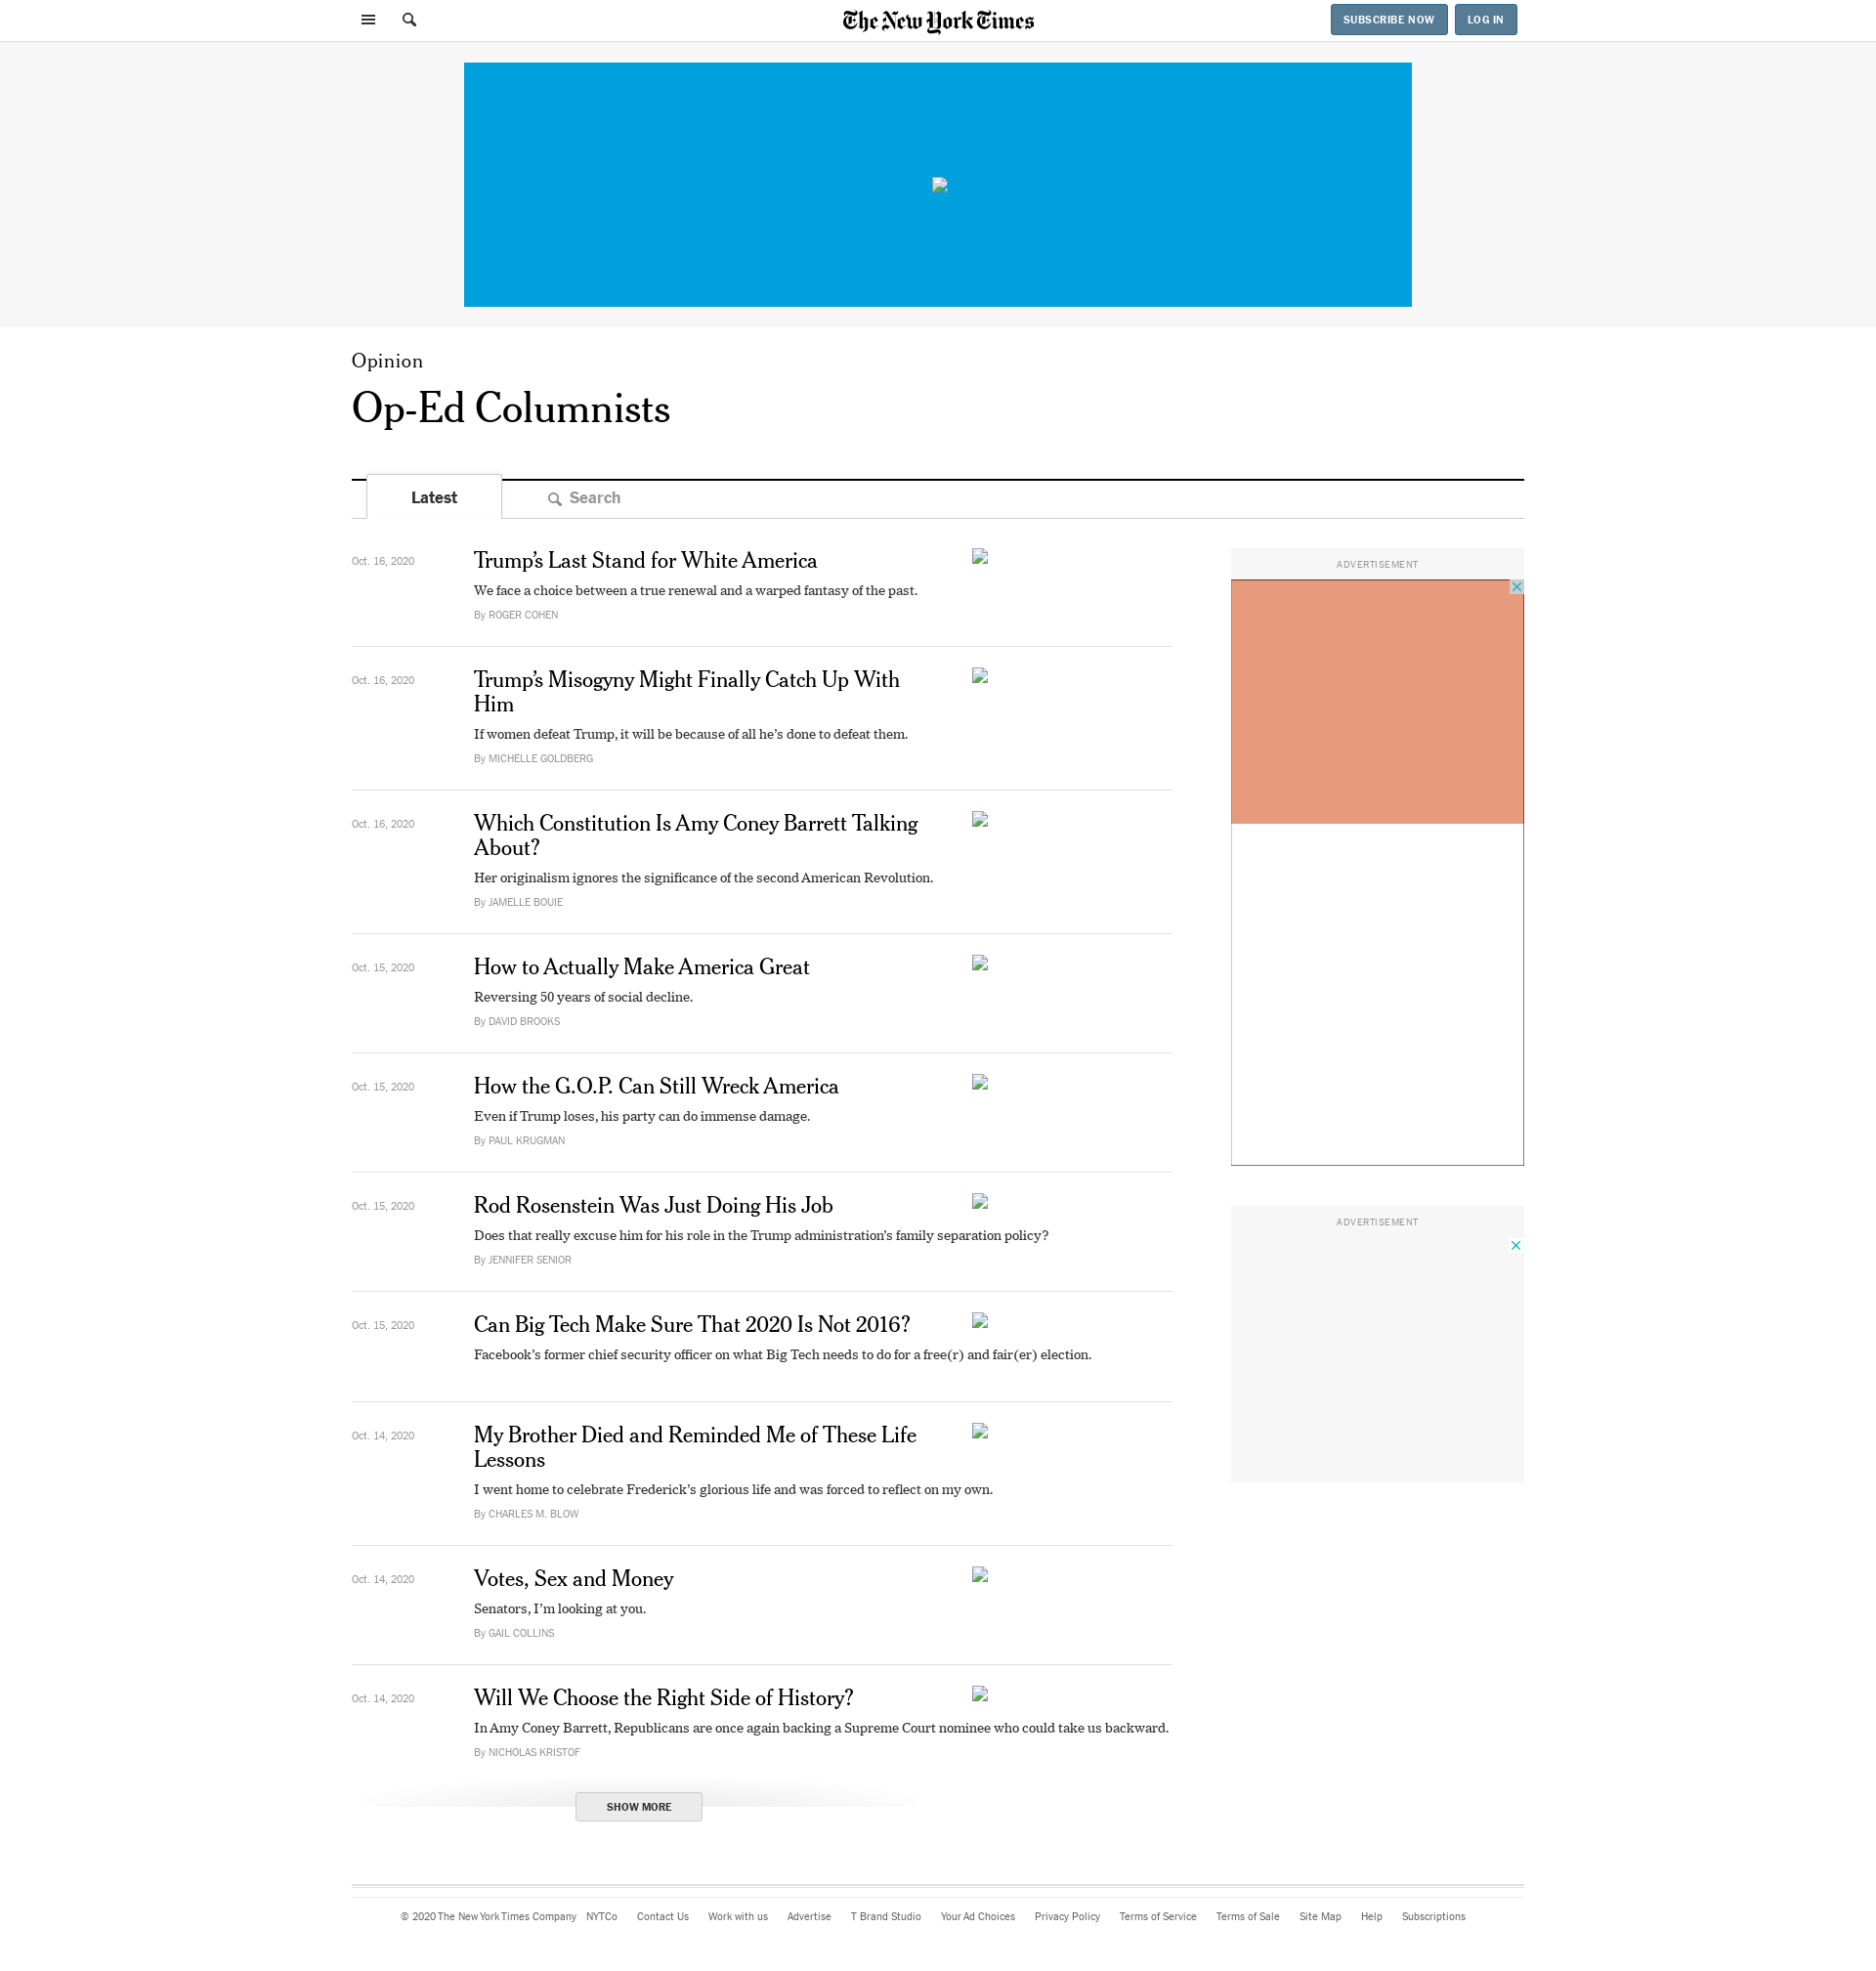 The New York Times
SUBSCRIBE NOW
LOG IN
Opinion
Op-Ed Columnists
Latest
Search
Oct. 16, 2020
Trump’s Last Stand for White America
We face a choice between a true renewal and a warped fantasy of the past.
By ROGER COHEN
Oct. 16, 2020
Trump’s Misogyny Might Finally Catch Up With
Him
If women defeat Trump, it will be because of all he’s done to defeat them.
By MICHELLE GOLDBERG
Oct. 16, 2020
Which Constitution Is Amy Coney Barrett Talking
About?
Her originalism ignores the significance of the second American Revolution.
By JAMELLE BOUIE
Oct. 15, 2020
How to Actually Make America Great
Reversing 50 years of social decline.
By DAVID BROOKS
Oct. 15, 2020
How the G.O.P. Can Still Wreck America
Even if Trump loses, his party can do immense damage.
By PAUL KRUGMAN
Oct. 15, 2020
Rod Rosenstein Was Just Doing His Job
Does that really excuse him for his role in the Trump administration’s family separation policy?
By JENNIFER SENIOR
Oct. 15, 2020
Can Big Tech Make Sure That 2020 Is Not 2016?
Facebook’s former chief security officer on what Big Tech needs to do for a free(r) and fair(er) election.
Oct. 14, 2020
My Brother Died and Reminded Me of These Life
Lessons
I went home to celebrate Frederick’s glorious life and was forced to reflect on my own.
By CHARLES M. BLOW
Oct. 14, 2020
Votes, Sex and Money
Senators, I’m looking at you.
By GAIL COLLINS
Oct. 14, 2020
Will We Choose the Right Side of History?
In Amy Coney Barrett, Republicans are once again backing a Supreme Court nominee who could take us backward.
By NICHOLAS KRISTOF
SHOW MORE
ADVERTISEMENT
ADVERTISEMENT
© 2020 The New York Times Company NYTCo Contact Us Work with us Advertise T Brand Studio Your Ad Choices Privacy Policy Terms of Service Terms of Sale Site Map Help Subscriptions